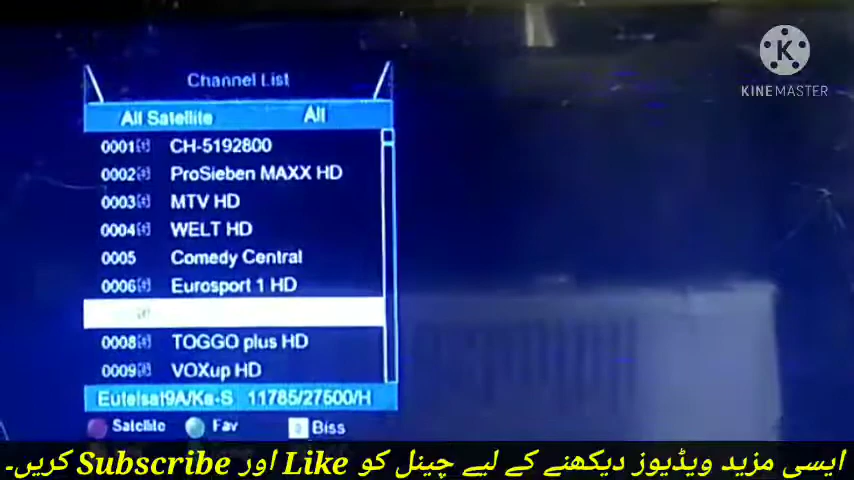 KINEMASTER
Channel List
All Satellite All
0001 CH-5192800
0002 ProSieben MAXX HD
0003 MTV HD
0004 WELT HD
0005 Comedy Central
0006 Eurosport 1 HD
0008 TOGGO plus HD
0009 VOXup HD
Eutelsat9A/Ka-S 11785/27500/H
Satellite Fav Biss
ایسی مزید ویڈیوز دیکھنے کے لیے چینل کو Like اور Subscribe کریں۔